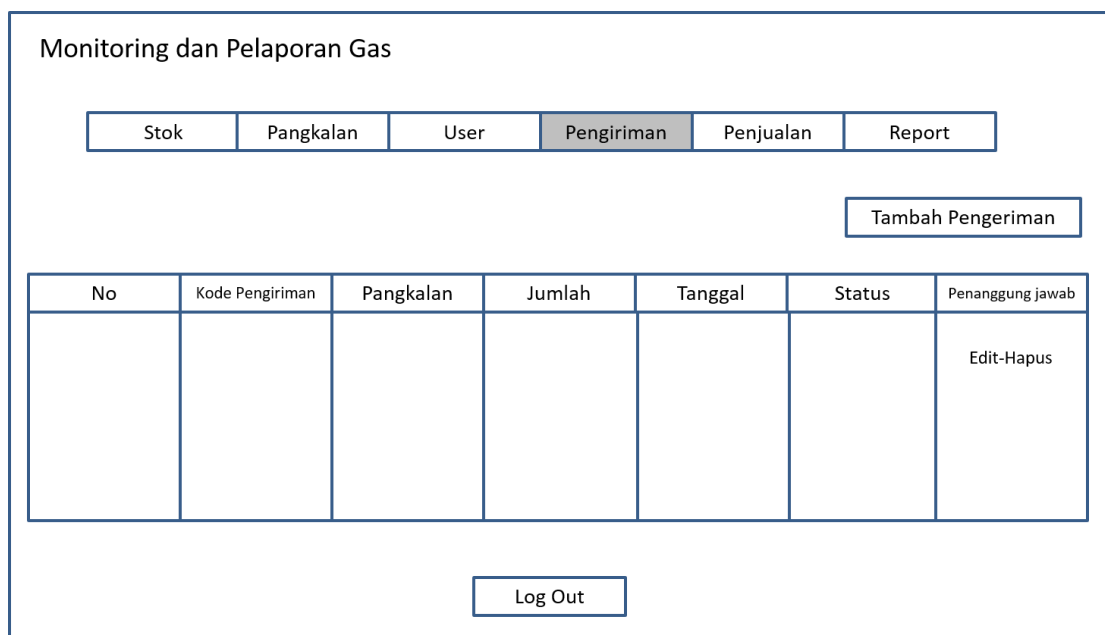 Monitoring dan Pelaporan Gas
Stok Pangkalan User Pengiriman Penjualan Report
Tambah Pengeriman
No Kode Pengiriman Pangkalan Jumlah Tanggal Status Penanggung jawab
Edit-Hapus
Log Out